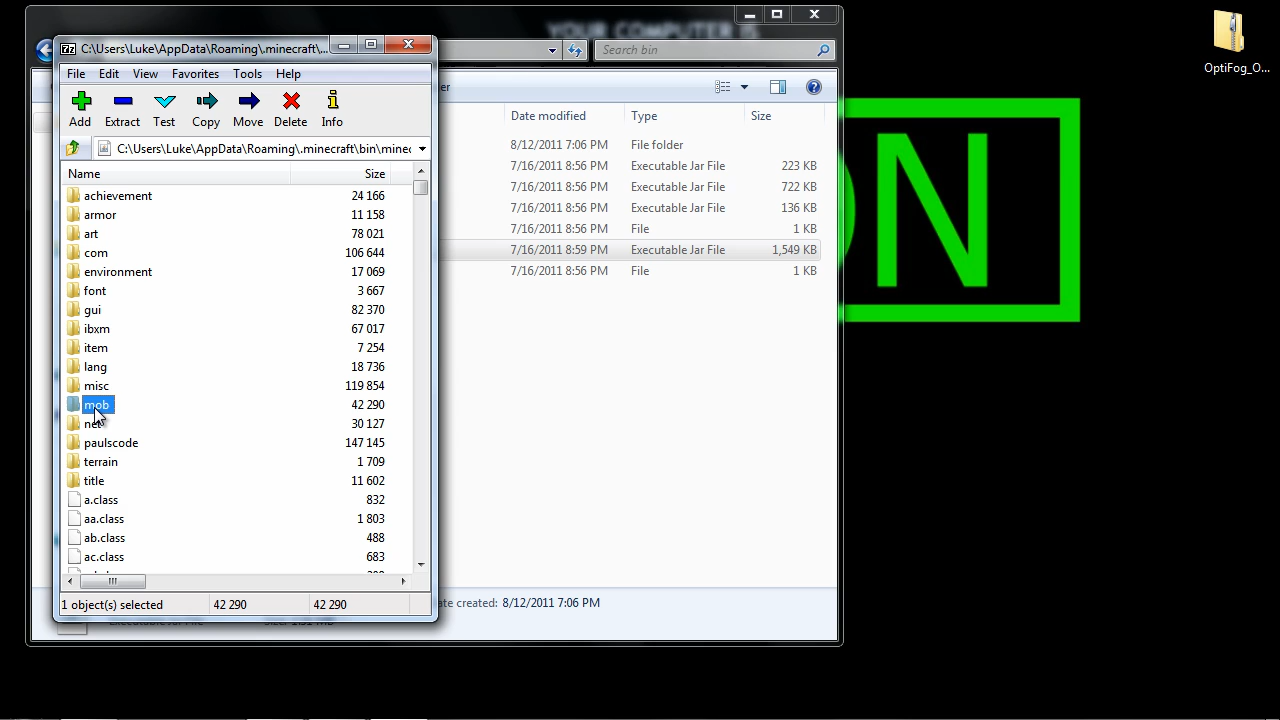 YOUR COMPUTER IS
ON
OptiFog_O...
Search bin
C:\Users\Luke\AppData\Roaming\.minecraft\...
File Edit View Favorites Tools Help
Add Extract Test Copy Move Delete Info
C:\Users\Luke\AppData\Roaming\.minecraft\bin\minec
Name Size
achievement 24 166
armor 11 158
art 78 021
com 106 644
environment 17 069
font 3 667
gui 82 370
ibxm 67 017
item 7 254
lang 18 736
misc 119 854
mob 42 290
net 30 127
paulscode 147 145
terrain 1 709
title 11 602
a.class 832
aa.class 1 803
ab.class 488
ac.class 683
1 object(s) selected 42 290 42 290
er
Date modified Type Size
8/12/2011 7:06 PM File folder
7/16/2011 8:56 PM Executable Jar File 223 KB
7/16/2011 8:56 PM Executable Jar File 722 KB
7/16/2011 8:56 PM Executable Jar File 136 KB
7/16/2011 8:56 PM File 1 KB
7/16/2011 8:59 PM Executable Jar File 1,549 KB
7/16/2011 8:56 PM File 1 KB
ate created: 8/12/2011 7:06 PM